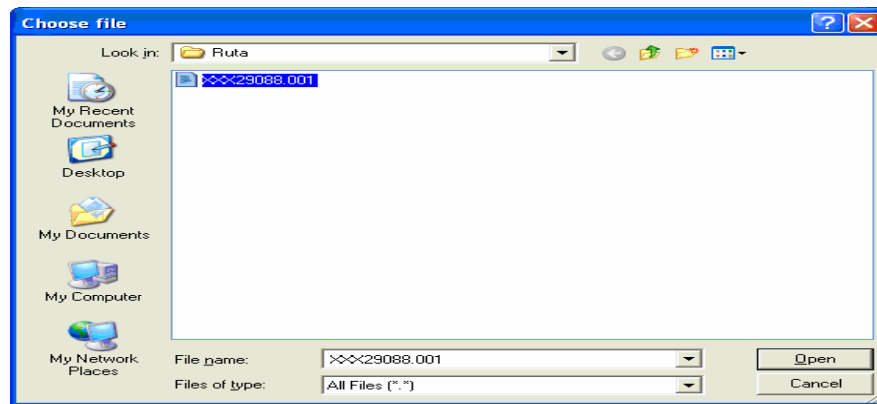 Choose file
Look in: Ruta
XXX29088.001
My Recent
Documents
Desktop
My Documents
My Computer
My Network
Places
File name: XXX29088.001
Open
Files of type: All Files (*.*)
Cancel